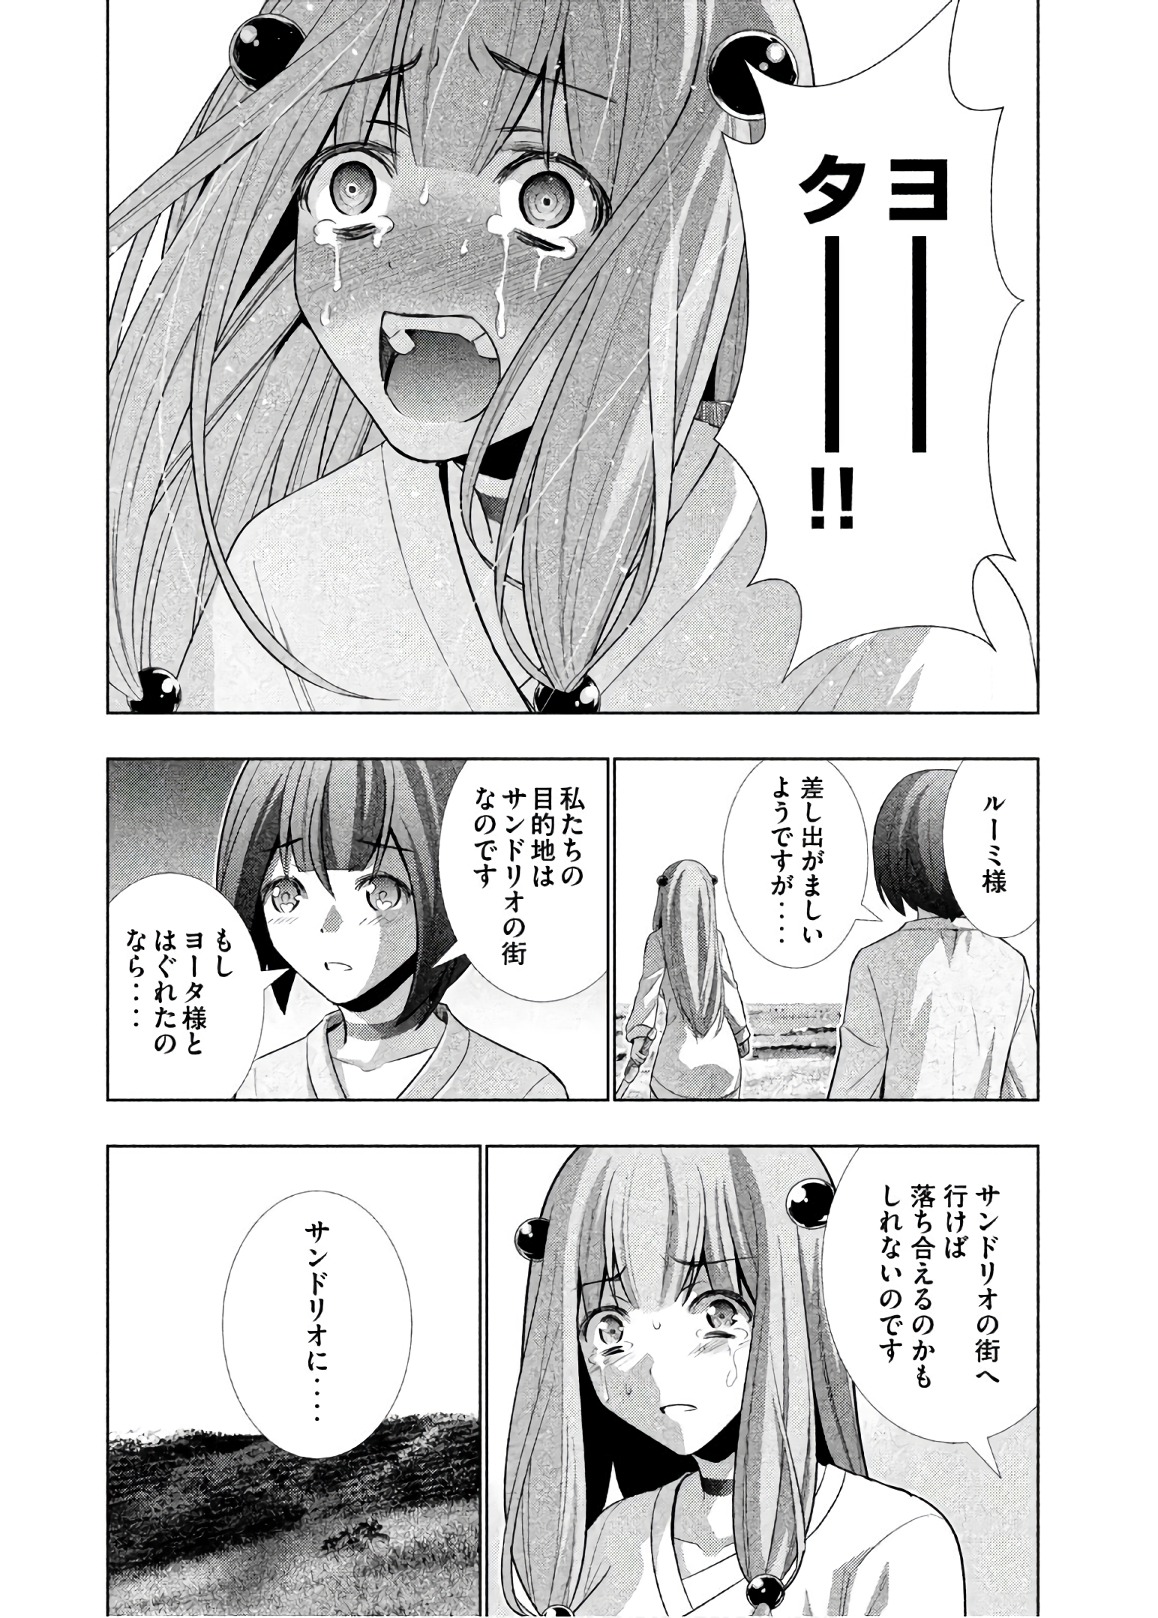 ヨー
ター!!
ルーミ様
差し出がましい
ようですが‥‥
私たちの
目的地は
サンドリオの街
なのです
もし
ヨータ様と
はぐれたの
なら‥‥
サンドリオの街へ
行けば
落ち合えるのかも
しれないのです
サンドリオに‥‥